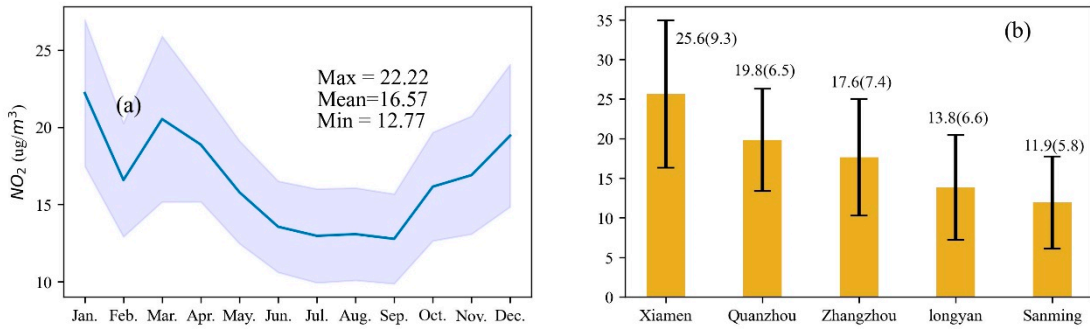 NO2 (ug/m3)
25
20
15
10
(a)
Max = 22.22
Mean=16.57
Min = 12.77
Jan. Feb. Mar. Apr. May. Jun. Jul. Aug. Sep. Oct. Nov. Dec.
35
30
25
20
15
10
5
0
(b)
25.6(9.3)
19.8(6.5)
17.6(7.4)
13.8(6.6)
11.9(5.8)
Xiamen Quanzhou Zhangzhou longyan Sanming